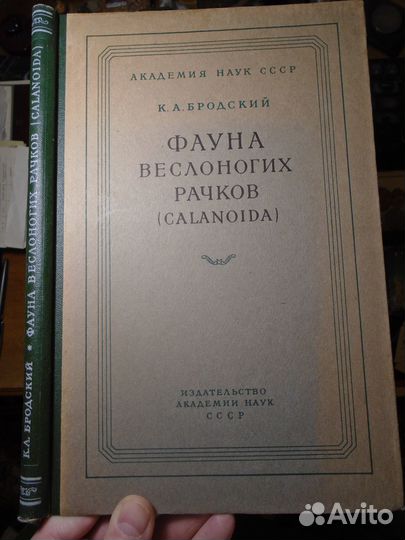 К.А. БРОДСКИЙ * ФАУНА ВЕСЛОНОГИХ РАЧКОВ (CALANOIDA)
АКАДЕМИЯ НАУК СССР
К. А. БРОДСКИЙ
ФАУНА
ВЕСЛОНОГИХ
РАЧКОВ
(CALANOIDA)
ИЗДАТЕЛЬСТВО
АКАДЕМИИ НАУК
СССР
Avito